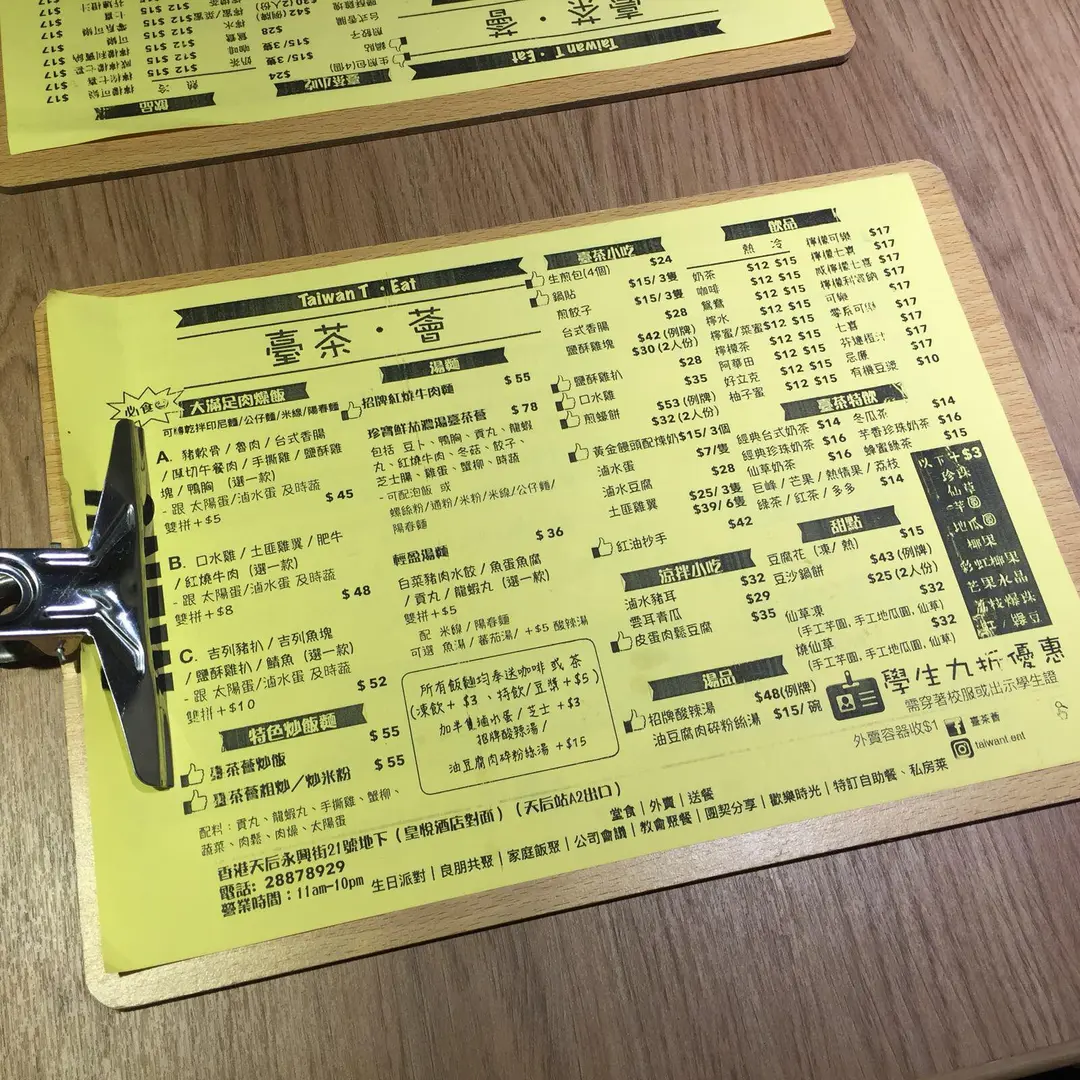 Taiwan T · Eat
臺茶 · 薈
必食
大滿足肉燥飯
可轉乾拌印尼麵/公仔麵/米線/陽春麵
A. 豬軟骨 / 魯肉 / 台式香腸
/ 厚切午餐肉 / 手撕雞 / 鹽酥雞
塊 / 鴨胸 (選一款)
- 跟 太陽蛋/滷水蛋 及時蔬 $ 45
雙拼 + $5
B. 口水雞 / 土匪雞翼 / 肥牛
/ 紅燒牛肉 (選一款)
- 跟 太陽蛋/滷水蛋 及時蔬 $ 48
雙拼 + $8
C. 吉列豬扒 / 吉列魚塊
/ 鹽酥雞扒 / 鯖魚 (選一款)
- 跟 太陽蛋/滷水蛋 及時蔬 $ 52
雙拼 + $10
特色炒飯麵
臺茶薈炒飯 $ 55
臺茶薈粗炒/炒米粉 $ 55
配料：貢丸、龍蝦丸、手撕雞、蟹柳、
蔬菜、肉鬆、肉燥、太陽蛋
湯麵
招牌紅燒牛肉麵 $ 55
珍寶鮮茄濃湯臺茶薈 $ 78
包括 豆卜、鴨胸、貢丸、龍蝦
丸、紅燒牛肉、冬菇、餃子、
芝士腸、雞蛋、蟹柳、時蔬
- 可配泡飯 或
螺絲粉/通粉/米粉/米線/公仔麵/
陽春麵
輕盈湯麵 $ 36
白菜豬肉水餃 / 魚蛋魚腐
/ 貢丸 / 龍蝦丸 (選一款)
雙拼 + $5
配 米線 / 陽春麵
可選 魚湯 / 蕃茄湯 / + $5 酸辣湯
所有飯麵均奉送咖啡 或 茶
(凍飲 + $3 、特飲/豆漿 + $5)
加半隻滷水蛋 / 芝士 + $3
招牌酸辣湯 /
油豆腐肉碎粉絲湯 + $15
臺茶小吃
生煎包(4個) $24
鍋貼 $15/ 3隻
煎餃子 $15/ 3隻
台式香腸 $28
鹽酥雞塊 $42 (例牌)
$30 (2人份)
鹽酥雞扒 $28
口水雞 $35
煎蠔餅 $53 (例牌)
$32 (2人份)
黃金饅頭配煉奶 $15/ 3個
滷水蛋 $7/隻
滷水豆腐 $28
土匪雞翼 $25/ 3隻
$39/ 6隻
紅油抄手 $42
涼拌小吃
滷水豬耳 $32
雲耳青瓜 $29
皮蛋肉鬆豆腐 $35
湯品
招牌酸辣湯 $48(例牌)
油豆腐肉碎粉絲湯 $15/ 碗
飲品
熱 冷
奶茶 $12 $15
咖啡 $12 $15
鴛鴦 $12 $15
檸水 $12 $15
檸蜜/菜蜜 $12 $15
檸檬茶 $12 $15
阿華田 $12 $15
好立克 $12 $15
柚子蜜 $12 $15
檸檬可樂 $17
檸檬七喜 $17
咸檸檬七喜 $17
檸檬利賓納 $17
可樂 $17
零系可樂 $17
七喜 $17
芬達橙汁 $17
忌廉 $17
有機豆漿 $10
臺茶特飲
經典台式奶茶 $14
經典珍珠奶茶 $16
仙草奶茶 $16
巨峰 / 芒果 / 熱情果 / 荔枝
綠茶 / 紅茶 / 多多 $14
冬瓜茶 $14
芋香珍珠奶茶 $16
蜂蜜綠茶 $15
以下 + $3
珍珠
仙草
芋圓
地瓜圓
椰果
甜點
豆腐花 (凍/ 熱) $15
豆沙鍋餅 $43 (例牌)
$25 (2人份)
仙草凍 $32
(手工芋圓, 手工地瓜圓, 仙草)
燒仙草 $32
(手工芋圓, 手工地瓜圓, 仙草)
學生九折優惠
需穿著校服或出示學生證
外賣容器收$1
臺茶薈
taiwant.eat
香港天后永興街21號地下 (皇悅酒店對面) (天后站A2出口)
電話: 28878929
營業時間：11am-10pm
堂食 | 外賣 | 送餐
生日派對 | 良朋共聚 | 家庭飯聚 | 公司會議 | 教會聚餐 | 團契分享 | 歡樂時光 | 特訂自助餐、私房菜